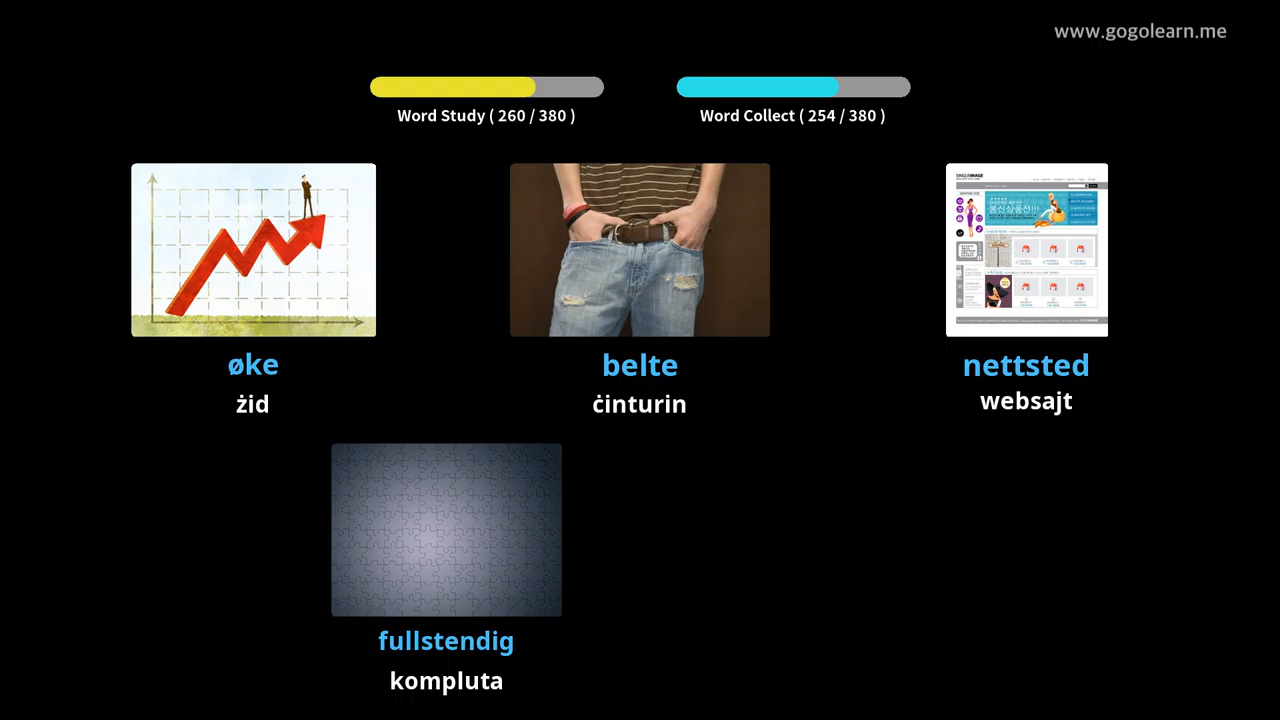 www.gogolearn.me
Word Study ( 260 / 380 )
Word Collect ( 254 / 380 )
øke
żid
belte
ċinturin
nettsted
websajt
fullstendig
kompluta